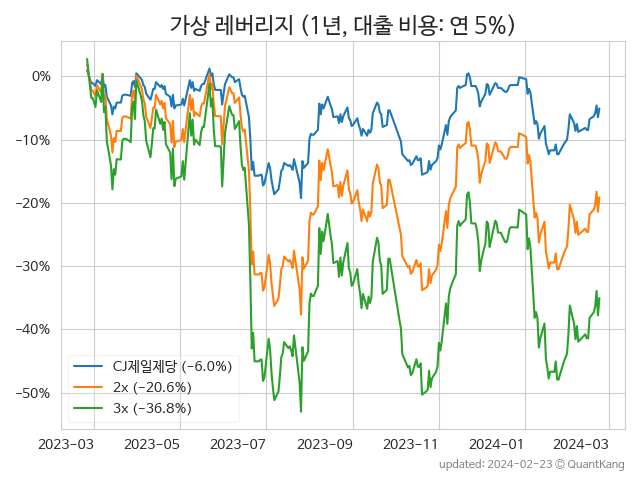 가상 레버리지 (1년, 대출 비용: 연 5%)
0%
−10%
−20%
−30%
−40%
−50%
CJ제일제당 (−6.0%)
2x (−20.6%)
3x (−36.8%)
2023-03 2023-05 2023-07 2023-09 2023-11 2024-01 2024-03
updated: 2024-02-23 ⓒ QuantKang